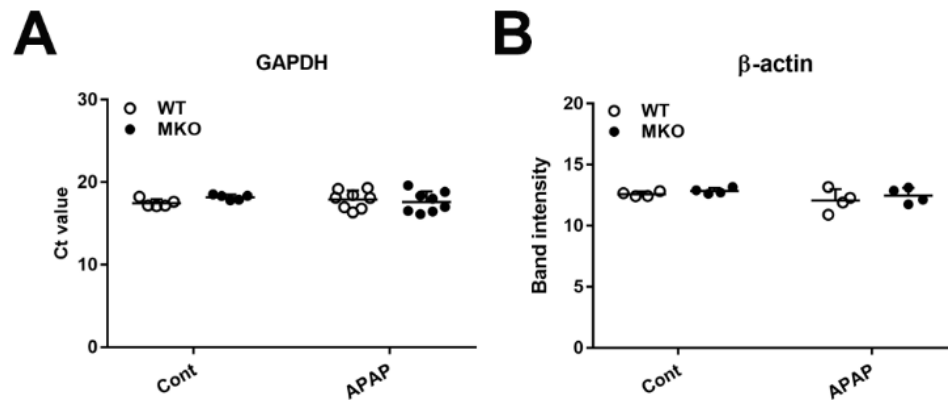 A
GAPDH
WT
MKO
Ct value
30
20
10
0
Cont
APAP
B
β-actin
WT
MKO
Band intensity
20
15
10
5
0
Cont
APAP